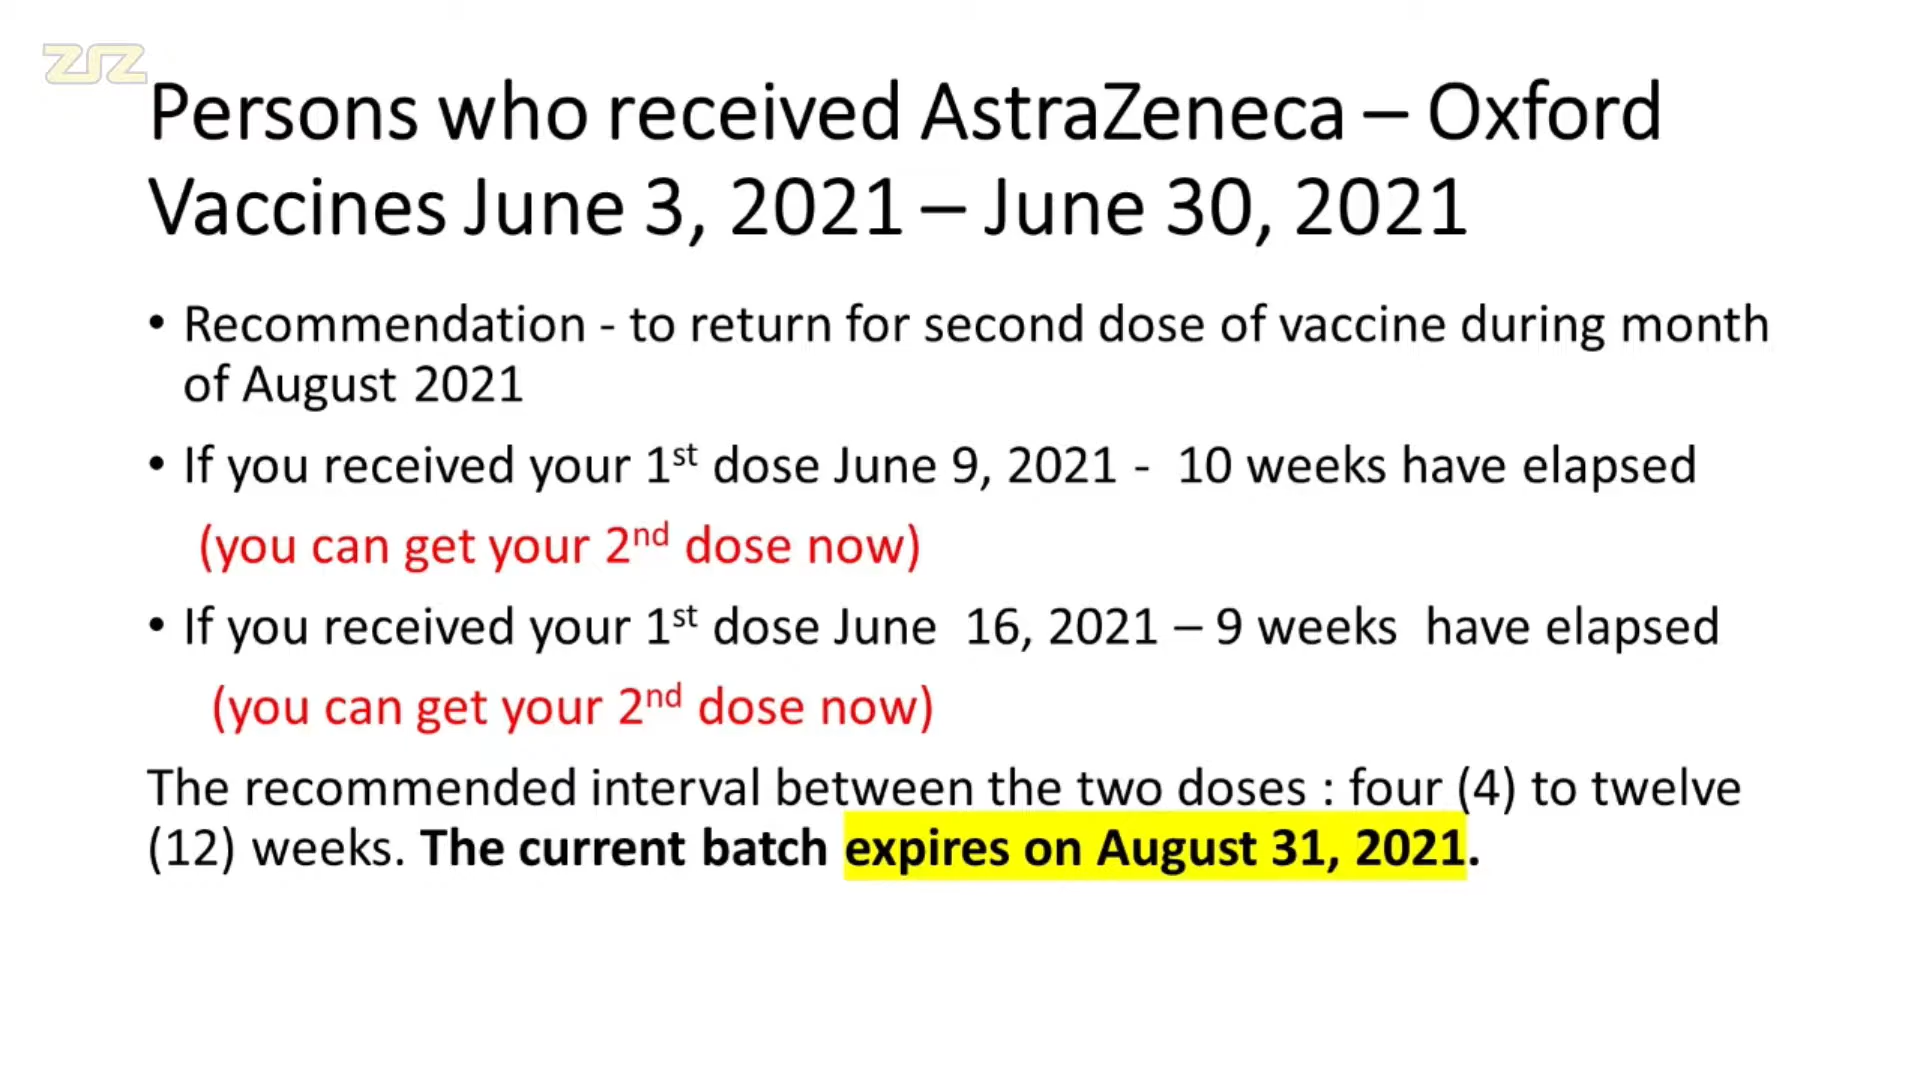 ZIZ
Persons who received AstraZeneca – Oxford
Vaccines June 3, 2021 – June 30, 2021
• Recommendation - to return for second dose of vaccine during month
of August 2021
• If you received your 1st dose June 9, 2021 - 10 weeks have elapsed
(you can get your 2nd dose now)
• If you received your 1st dose June 16, 2021 – 9 weeks have elapsed
(you can get your 2nd dose now)
The recommended interval between the two doses : four (4) to twelve
(12) weeks. The current batch expires on August 31, 2021.